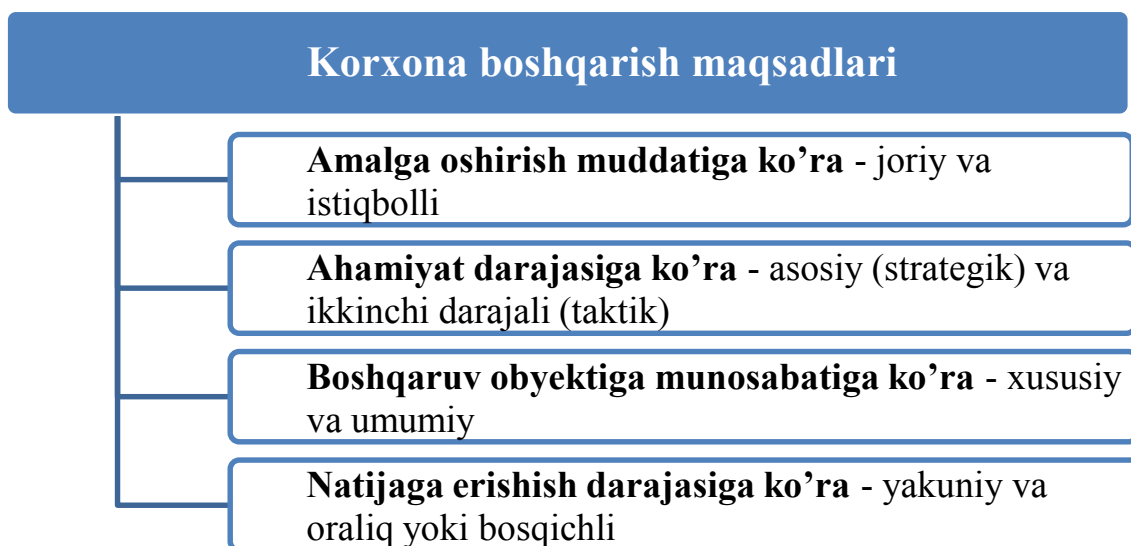 Korxona boshqarish maqsadlari
Amalga oshirish muddatiga ko’ra - joriy va
istiqbolli
Ahamiyat darajasiga ko’ra - asosiy (strategik) va
ikkinchi darajali (taktik)
Boshqaruv obyektiga munosabatiga ko’ra - xususiy
va umumiy
Natijaga erishish darajasiga ko’ra - yakuniy va
oraliq yoki bosqichli